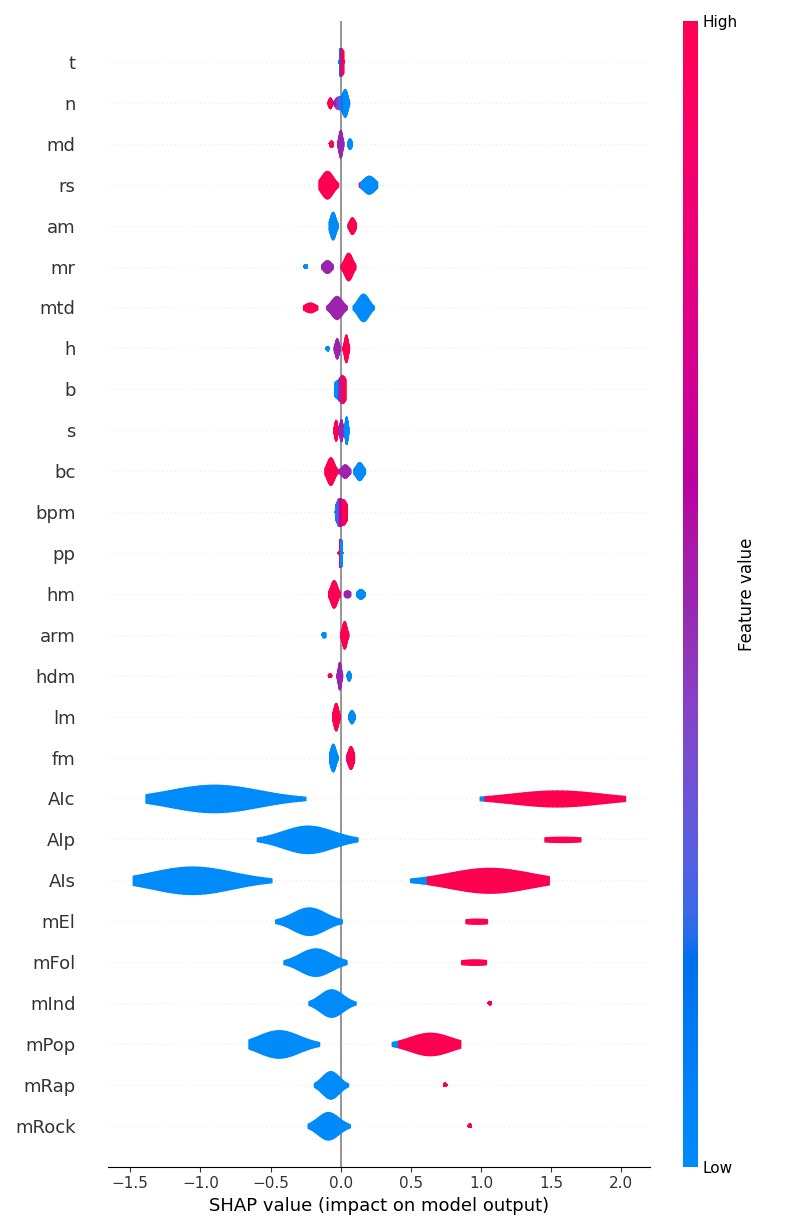 High
t
n
md
rs
am
mr
mtd
h
b
s
bc
bpm
pp
hm
arm
hdm
lm
fm
AIc
AIp
AIs
mEl
mFol
mInd
mPop
mRap
mRock
Feature value
Low
−1.5 −1.0 −0.5 0.0 0.5 1.0 1.5 2.0
SHAP value (impact on model output)